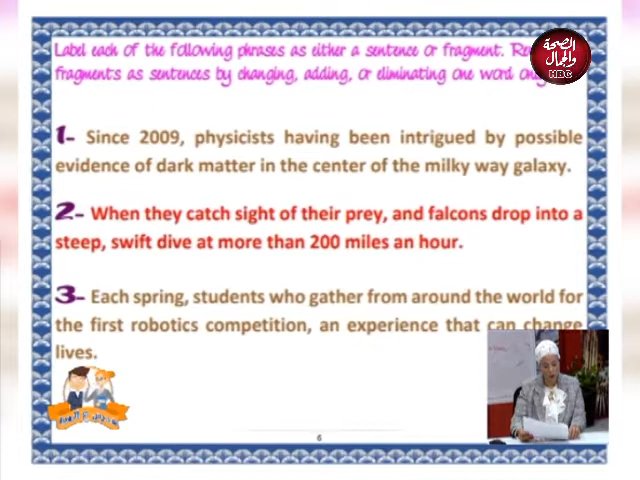 Label each of the following phrases as either a sentence or fragment.
fragments as sentences by changing, adding, or eliminating one word
الصحة
والجمال
HBC
1- Since 2009, physicists having been intrigued by possible
evidence of dark matter in the center of the milky way galaxy.
2- When they catch sight of their prey, and falcons drop into a
steep, swift dive at more than 200 miles an hour.
3- Each spring, students who gather from around the world for
the first robotics competition, an experience that can change
lives.
6